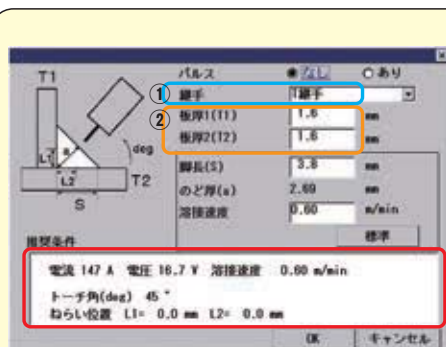 T1
パルス なし あり
① 継手 T継手
② 板厚1(T1) 1.6 mm
板厚2(T2) 1.6 mm
deg
a
L1
L2 T2
S
脚長(S) 3.8 mm
のど厚(a) 2.69 mm
溶接速度 0.60 m/min
標準
推奨条件
電流 147 A 電圧 16.7 V 溶接速度 0.60 m/min
トーチ角(deg) 45 °
ねらい位置 L1= 0.0 mm L2= 0.0 mm
OK キャンセル